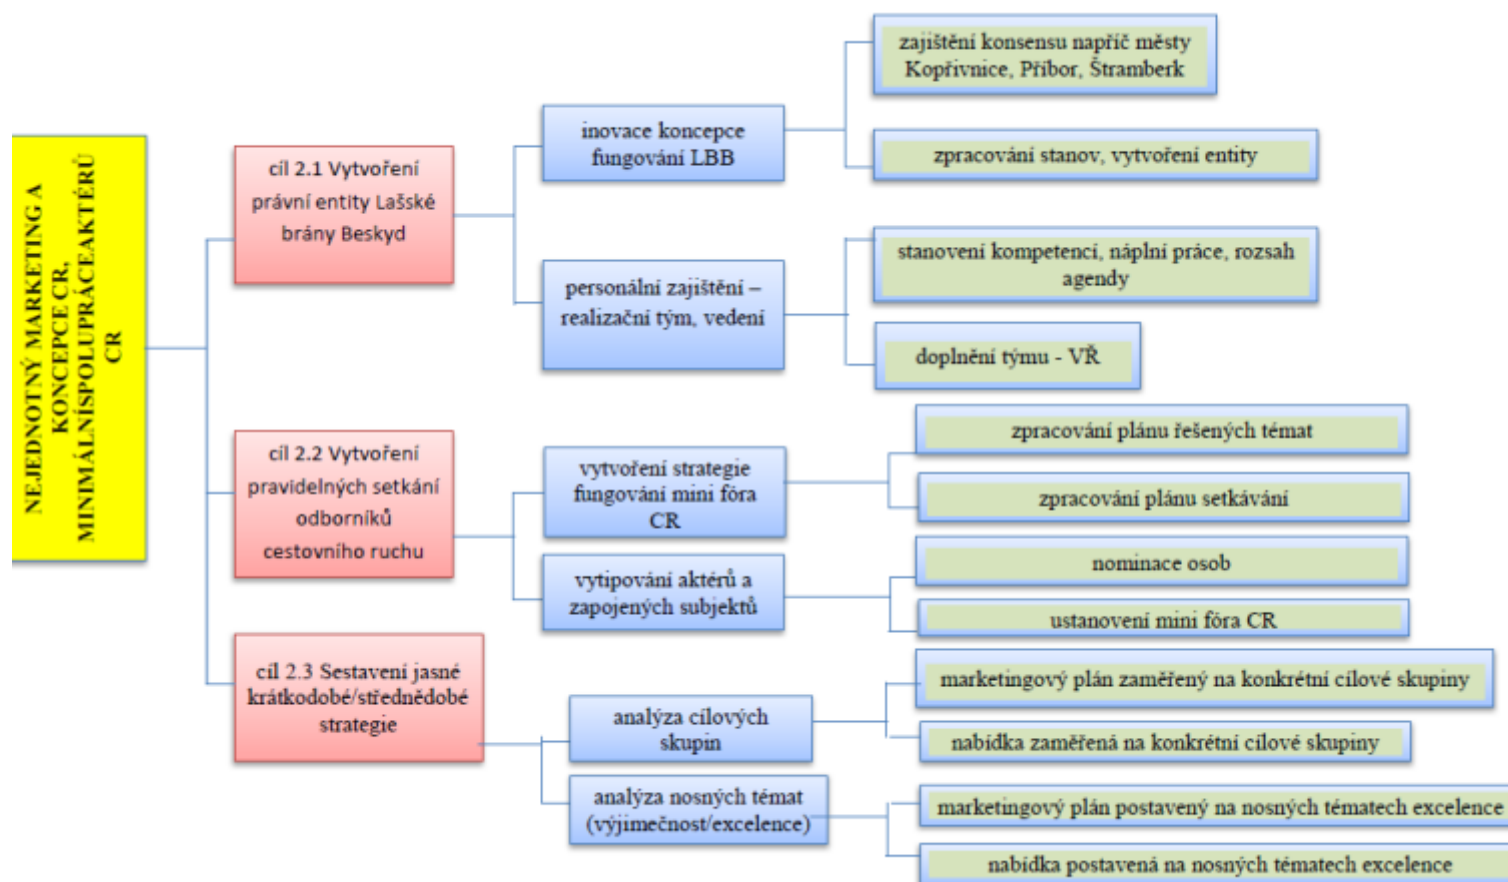 NEJEDNOTNÝ MARKETING A
KONCEPCE CR,
MINIMÁLNÍSPOLUPRÁCEAKTÉRŮ
CR
cíl 2.1 Vytvoření
právní entity Lašské
brány Beskyd
inovace koncepce
fungování LBB
zajištění konsensu napříč městy
Kopřivnice, Příbor, Štramberk
zpracování stanov, vytvoření entity
personální zajištění –
realizační tým, vedení
stanovení kompetencí, náplní práce, rozsah
agendy
doplnění týmu - VŘ
cíl 2.2 Vytvoření
pravidelných setkání
odborníků
cestovního ruchu
vytvoření strategie
fungování mini fóra
CR
zpracování plánu řešených témat
zpracování plánu setkávání
vytipování aktérů a
zapojených subjektů
nominace osob
ustanovení mini fóra CR
cíl 2.3 Sestavení jasné
krátkodobé/střednědobé
strategie
analýza cílových
skupin
marketingový plán zaměřený na konkrétní cílové skupiny
nabídka zaměřená na konkrétní cílové skupiny
analýza nosných témat
(výjimečnost/excelence)
marketingový plán postavený na nosných tématech excelence
nabídka postavená na nosných tématech excelence